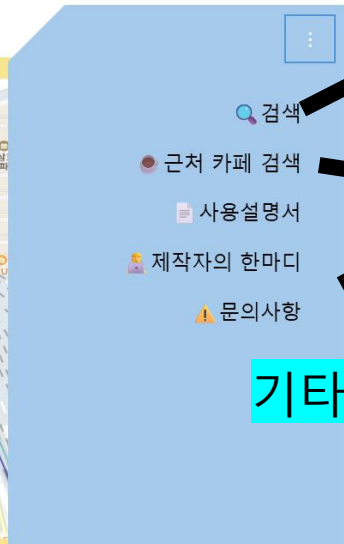 검색
근처 카페 검색
사용설명서
제작자의 한마디
문의사항
기타